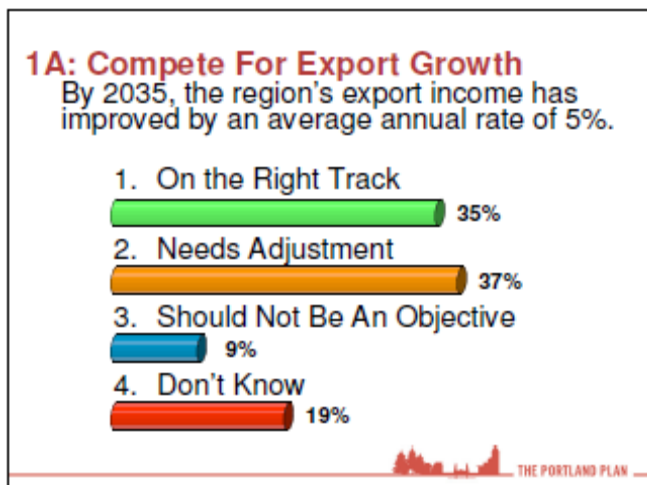 1A: Compete For Export Growth
By 2035, the region's export income has
improved by an average annual rate of 5%.
1. On the Right Track
35%
2. Needs Adjustment
37%
3. Should Not Be An Objective
9%
4. Don't Know
19%
THE PORTLAND PLAN